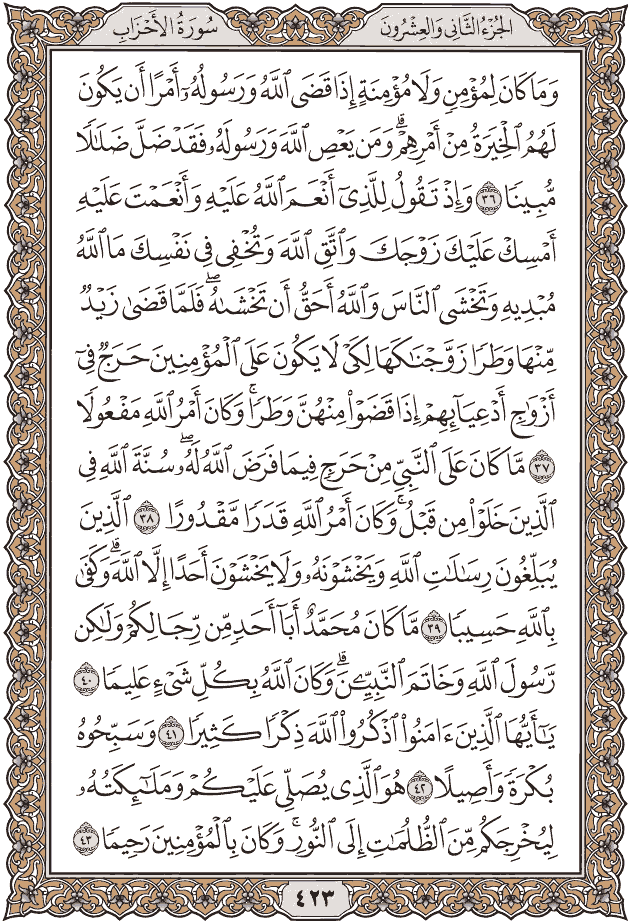 الجزء الثاني والعشرون
سورة الأحزاب
وَمَا كَانَ لِمُؤْمِنٍ وَلَا مُؤْمِنَةٍ إِذَا قَضَى ٱللَّهُ وَرَسُولُهُۥٓ أَمْرًا أَن يَكُونَ
لَهُمُ ٱلْخِيَرَةُ مِنْ أَمْرِهِمْۗ وَمَن يَعْصِ ٱللَّهَ وَرَسُولَهُۥ فَقَدْ ضَلَّ ضَلَٰلًا
مُّبِينًا ٣٦ وَإِذْ تَقُولُ لِلَّذِىٓ أَنْعَمَ ٱللَّهُ عَلَيْهِ وَأَنْعَمْتَ عَلَيْهِ
أَمْسِكْ عَلَيْكَ زَوْجَكَ وَٱتَّقِ ٱللَّهَ وَتُخْفِى فِى نَفْسِكَ مَا ٱللَّهُ
مُبْدِيهِ وَتَخْشَى ٱلنَّاسَ وَٱللَّهُ أَحَقُّ أَن تَخْشَىٰهُۖ فَلَمَّا قَضَىٰ زَيْدٌ
مِّنْهَا وَطَرًا زَوَّجْنَٰكَهَا لِكَىْ لَا يَكُونَ عَلَى ٱلْمُؤْمِنِينَ حَرَجٌ فِىٓ
أَزْوَٰجِ أَدْعِيَآئِهِمْ إِذَا قَضَوْا۟ مِنْهُنَّ وَطَرًاۚ وَكَانَ أَمْرُ ٱللَّهِ مَفْعُولًا
٣٧ مَّا كَانَ عَلَى ٱلنَّبِىِّ مِنْ حَرَجٍ فِيمَا فَرَضَ ٱللَّهُ لَهُۥۖ سُنَّةَ ٱللَّهِ فِى
ٱلَّذِينَ خَلَوْا۟ مِن قَبْلُۚ وَكَانَ أَمْرُ ٱللَّهِ قَدَرًا مَّقْدُورًا ٣٨ ٱلَّذِينَ
يُبَلِّغُونَ رِسَٰلَٰتِ ٱللَّهِ وَيَخْشَوْنَهُۥ وَلَا يَخْشَوْنَ أَحَدًا إِلَّا ٱللَّهَۗ وَكَفَىٰ
بِٱللَّهِ حَسِيبًا ٣٩ مَّا كَانَ مُحَمَّدٌ أَبَآ أَحَدٍ مِّن رِّجَالِكُمْ وَلَٰكِن
رَّسُولَ ٱللَّهِ وَخَاتَمَ ٱلنَّبِيِّـۧنَۗ وَكَانَ ٱللَّهُ بِكُلِّ شَىْءٍ عَلِيمًا ٤٠
يَٰٓأَيُّهَا ٱلَّذِينَ ءَامَنُوا۟ ٱذْكُرُوا۟ ٱللَّهَ ذِكْرًا كَثِيرًا ٤١ وَسَبِّحُوهُ
بُكْرَةً وَأَصِيلًا ٤٢ هُوَ ٱلَّذِى يُصَلِّى عَلَيْكُمْ وَمَلَٰٓئِكَتُهُۥ
لِيُخْرِجَكُم مِّنَ ٱلظُّلُمَٰتِ إِلَى ٱلنُّورِۚ وَكَانَ بِٱلْمُؤْمِنِينَ رَحِيمًا ٤٣
٤٢٣